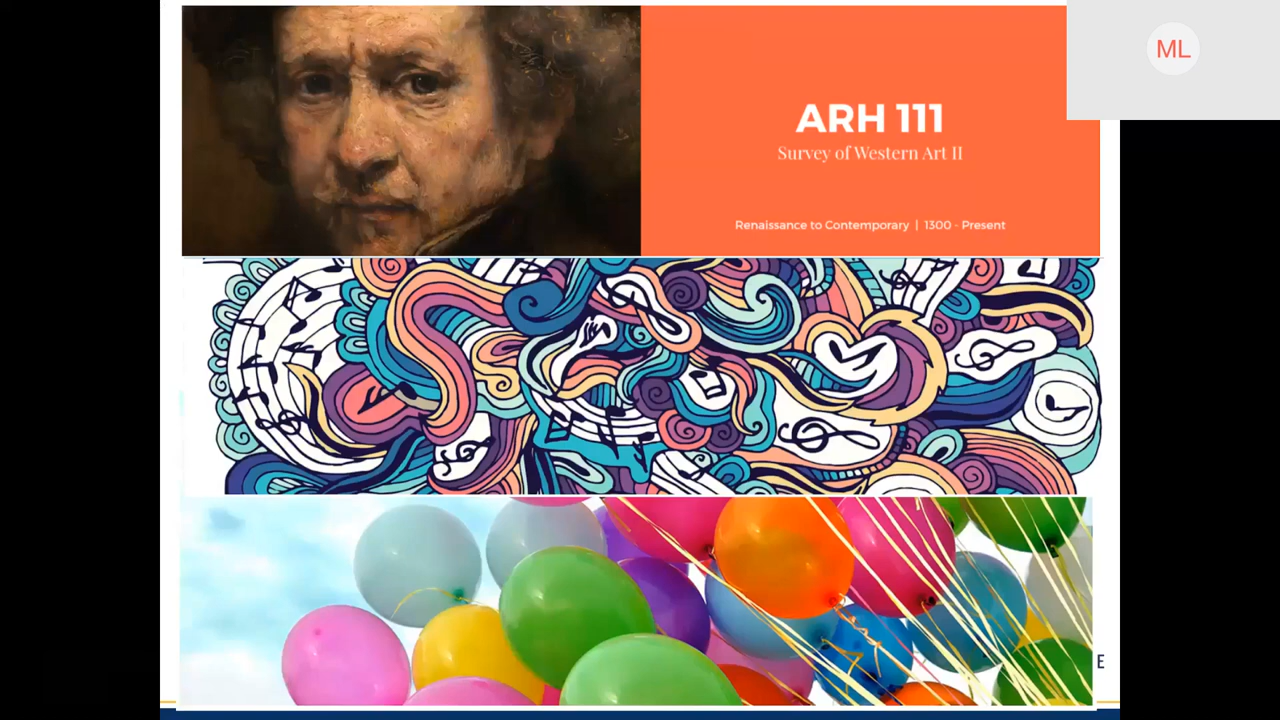 ML
ARH 111
Survey of Western Art II
Renaissance to Contemporary | 1300 - Present
E